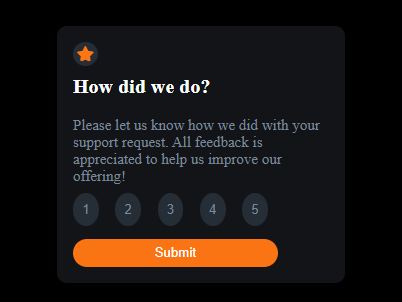 How did we do?
Please let us know how we did with your
support request. All feedback is
appreciated to help us improve our
offering!
1 2 3 4 5
Submit